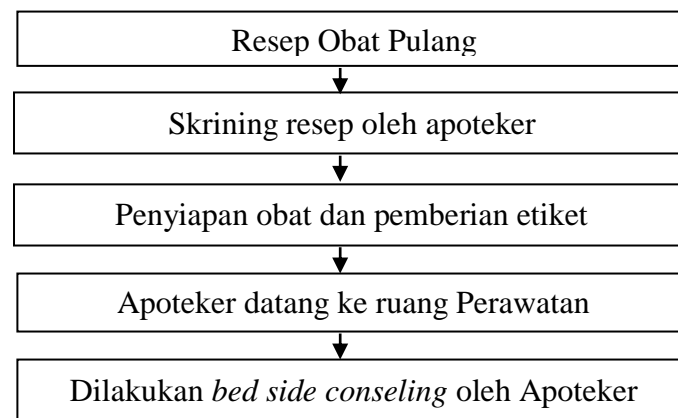 Resep Obat Pulang
Skrining resep oleh apoteker
Penyiapan obat dan pemberian etiket
Apoteker datang ke ruang Perawatan
Dilakukan bed side conseling oleh Apoteker